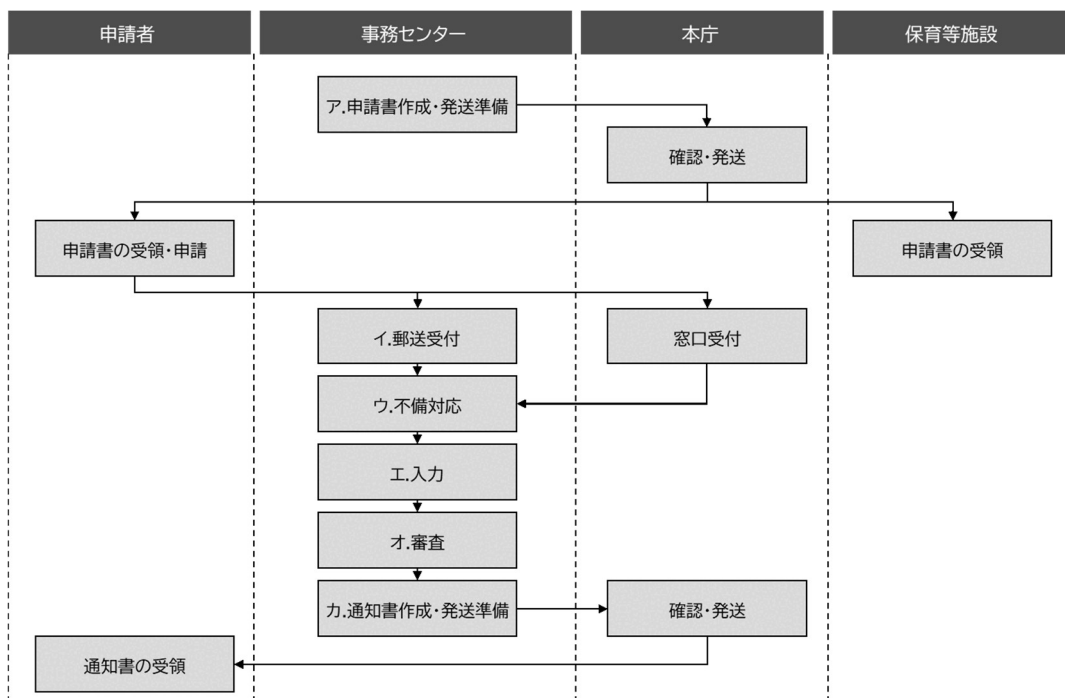 申請者
事務センター
本庁
保育等施設
ア.申請書作成・発送準備
確認・発送
申請書の受領・申請
申請書の受領
イ.郵送受付
窓口受付
ウ.不備対応
エ.入力
オ.審査
カ.通知書作成・発送準備
確認・発送
通知書の受領